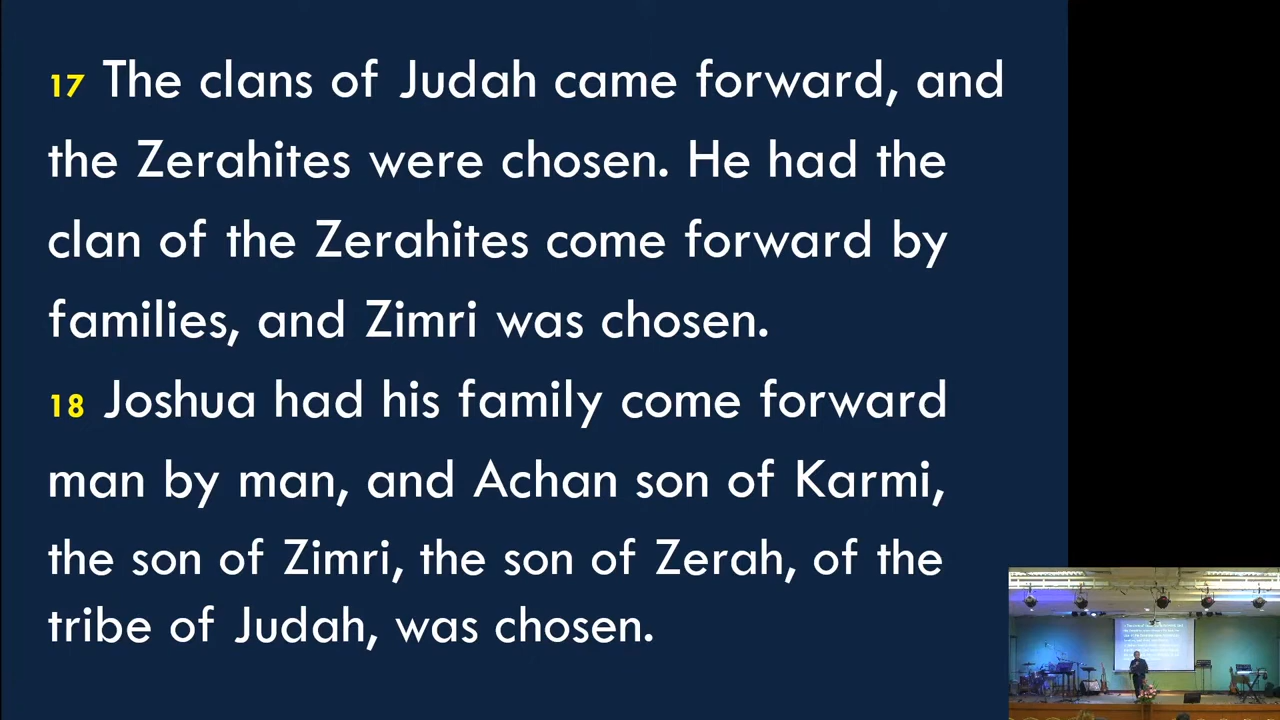 17 The clans of Judah came forward, and
the Zerahites were chosen. He had the
clan of the Zerahites come forward by
families, and Zimri was chosen.
18 Joshua had his family come forward
man by man, and Achan son of Karmi,
the son of Zimri, the son of Zerah, of the
tribe of Judah, was chosen.